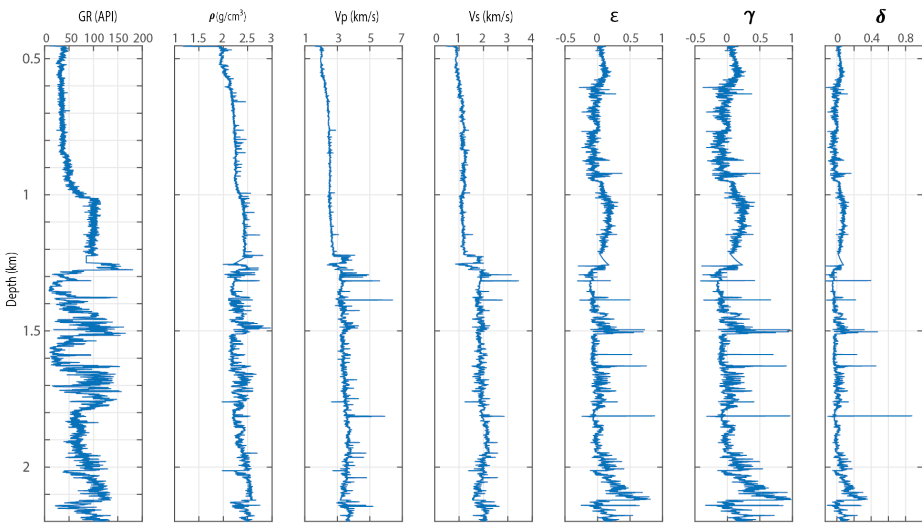 GR (API) ρ (g/cm³) Vp (km/s) Vs (km/s) ε γ δ
0 50 100 150 200 1 1.5 2 2.5 3 1 3 5 7 0 1 2 3 4 -0.5 0 0.5 1 -0.5 0 0.5 1 0 0.4 0.8
0.5
1
Depth (km)
1.5
2